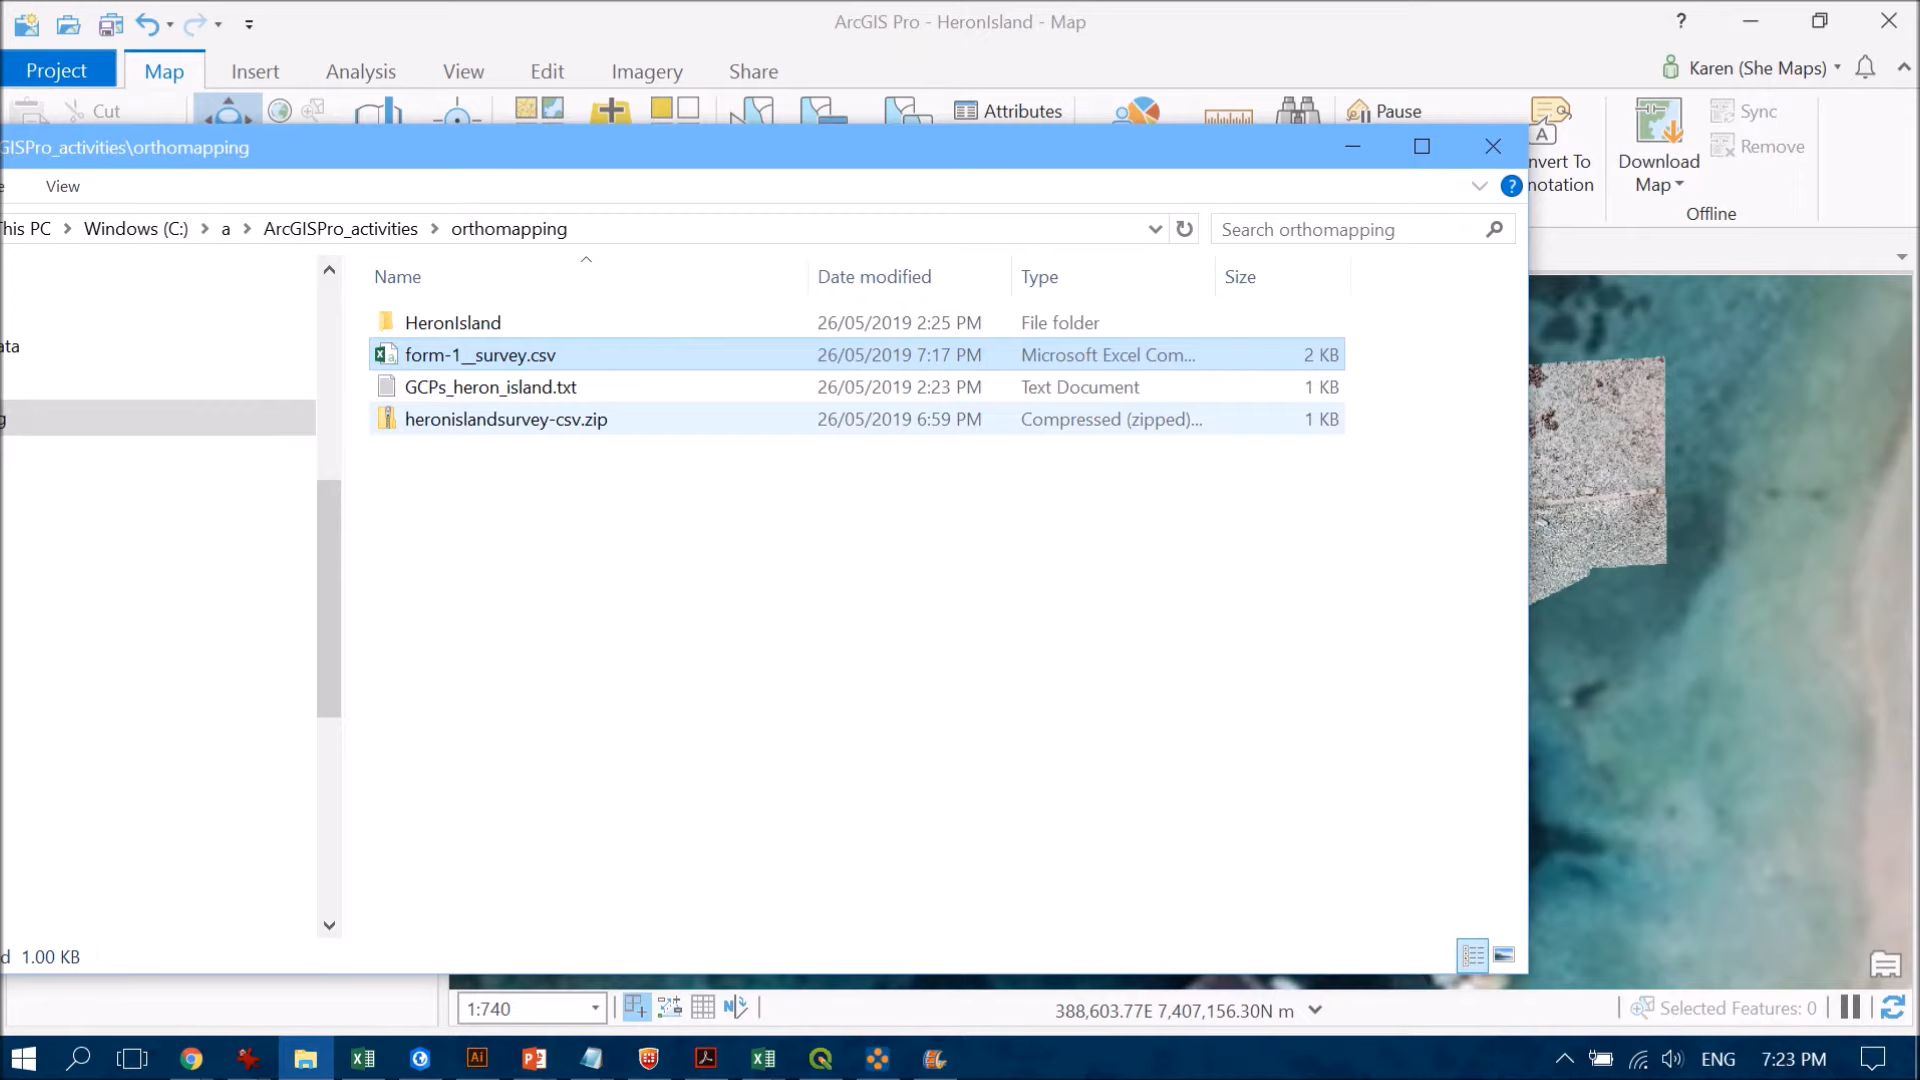 ArcGIS Pro - HeronIsland - Map
?
Project
Map
Insert
Analysis
View
Edit
Imagery
Share
Karen (She Maps)
Cut
Attributes
Pause
Sync
Remove
nvert To
notation
A
Download
Map
Offline
GISPro_activities\orthomapping
View
?
This PC > Windows (C:) > a > ArcGISPro_activities > orthomapping
Search orthomapping
Name Date modified Type Size
HeronIsland 26/05/2019 2:25 PM File folder
form-1__survey.csv 26/05/2019 7:17 PM Microsoft Excel Com... 2 KB
GCPs_heron_island.txt 26/05/2019 2:23 PM Text Document 1 KB
heronislandsurvey-csv.zip 26/05/2019 6:59 PM Compressed (zipped)... 1 KB
ata
g
d 1.00 KB
1:740
N
388,603.77E 7,407,156.30N m
Selected Features: 0
Ai
ENG
7:23 PM